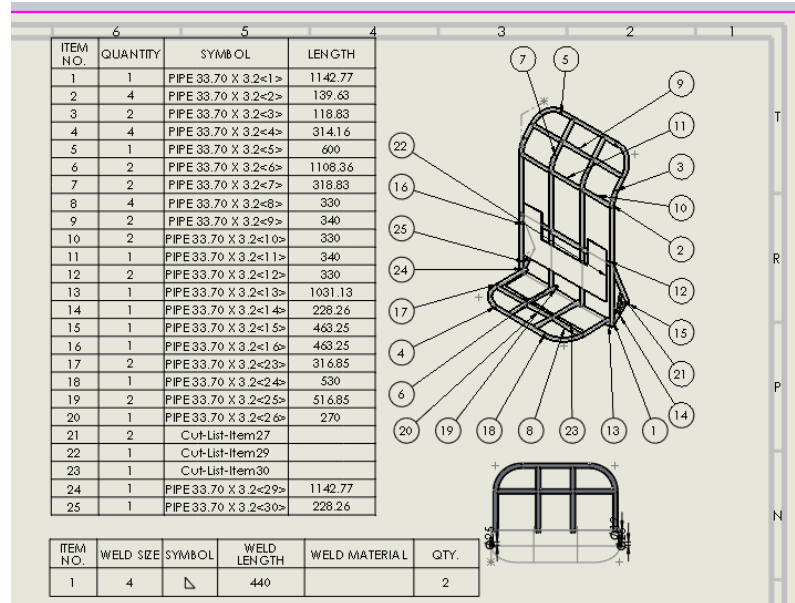 6 5 4 3 2 1
ITEM NO. QUANTITY SYMBOL LENGTH
1 1 PIPE 33.70 X 3.2<1> 1142.77
2 4 PIPE 33.70 X 3.2<2> 139.63
3 2 PIPE 33.70 X 3.2<3> 118.83
4 4 PIPE 33.70 X 3.2<4> 314.16
5 1 PIPE 33.70 X 3.2<5> 600
6 2 PIPE 33.70 X 3.2<6> 1108.36
7 2 PIPE 33.70 X 3.2<7> 318.83
8 4 PIPE 33.70 X 3.2<8> 330
9 2 PIPE 33.70 X 3.2<9> 340
10 2 PIPE 33.70 X 3.2<10> 330
11 1 PIPE 33.70 X 3.2<11> 340
12 2 PIPE 33.70 X 3.2<12> 330
13 1 PIPE 33.70 X 3.2<13> 1031.13
14 1 PIPE 33.70 X 3.2<14> 228.26
15 1 PIPE 33.70 X 3.2<15> 463.25
16 1 PIPE 33.70 X 3.2<16> 463.25
17 2 PIPE 33.70 X 3.2<23> 316.85
18 1 PIPE 33.70 X 3.2<24> 530
19 2 PIPE 33.70 X 3.2<25> 516.85
20 1 PIPE 33.70 X 3.2<26> 270
21 2 Cut-List-Item27
22 1 Cut-List-Item29
23 1 Cut-List-Item30
24 1 PIPE 33.70 X 3.2<29> 1142.77
25 1 PIPE 33.70 X 3.2<30> 228.26
ITEM NO. WELD SIZE SYMBOL WELD LENGTH WELD MATERIAL QTY.
1 4 440 2
7 5
9
11
22
3
16
10
25
2
24
12
17
15
4
21
6
14
20 19 18 8 23 13 1
T
R
P
N